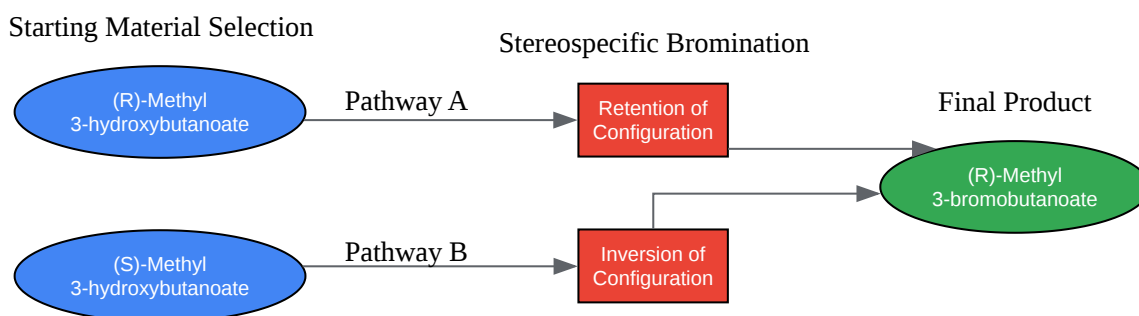 Starting Material Selection
Stereospecific Bromination
Final Product
(R)-Methyl
3-hydroxybutanoate
Pathway A
Retention of
Configuration
(R)-Methyl
3-bromobutanoate
(S)-Methyl
3-hydroxybutanoate
Pathway B
Inversion of
Configuration